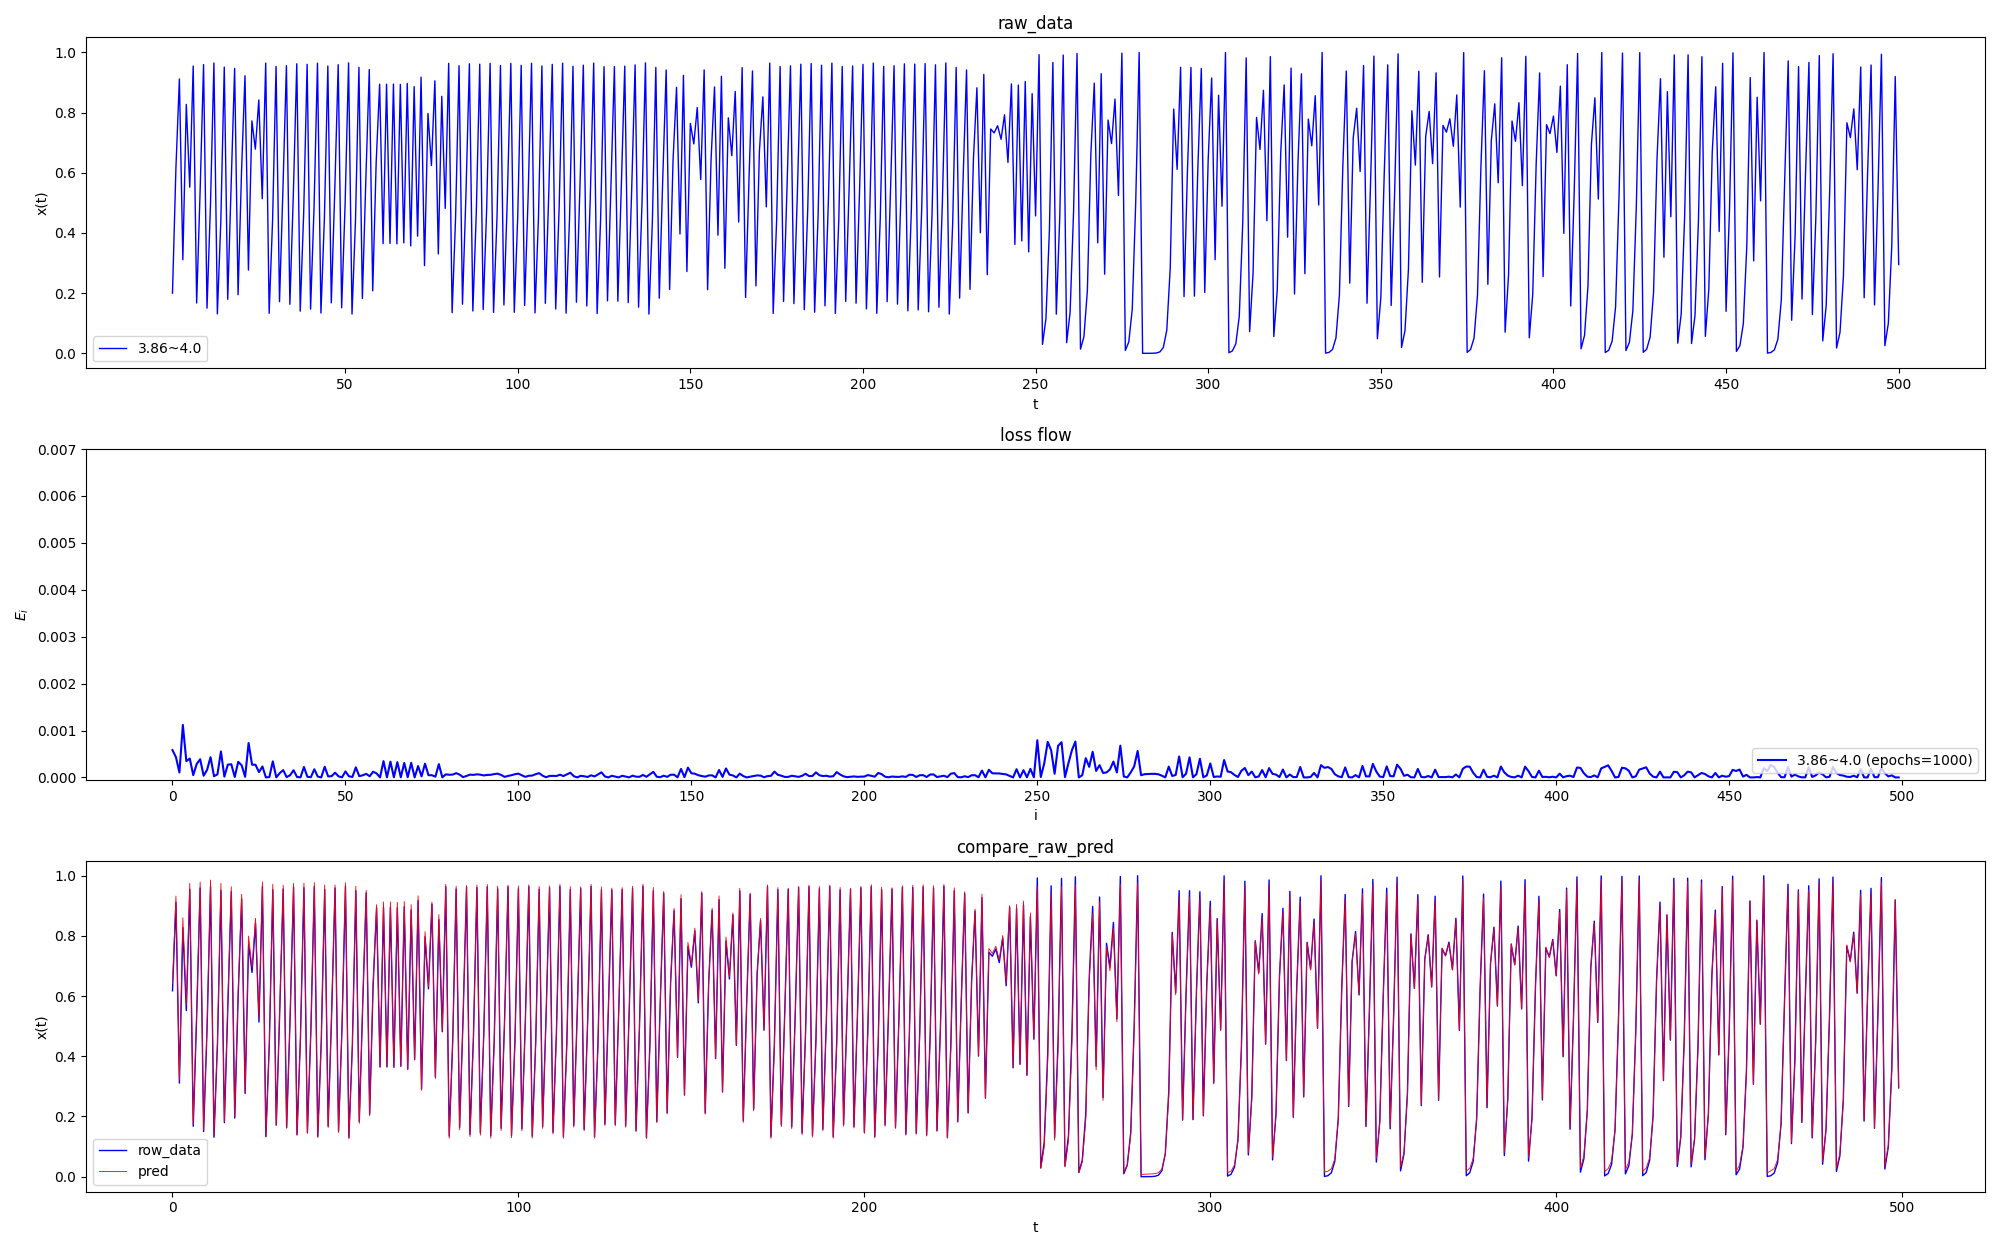 raw_data
1.0
0.8
0.6
0.4
0.2
0.0
x(t)
3.86~4.0
50 100 150 200 250 300 350 400 450 500
t
loss flow
0.007
0.006
0.005
0.004
0.003
0.002
0.001
0.000
E_i
3.86~4.0 (epochs=1000)
0 50 100 150 200 250 300 350 400 450 500
i
compare_raw_pred
1.0
0.8
0.6
0.4
0.2
0.0
x(t)
row_data
pred
0 100 200 300 400 500
t